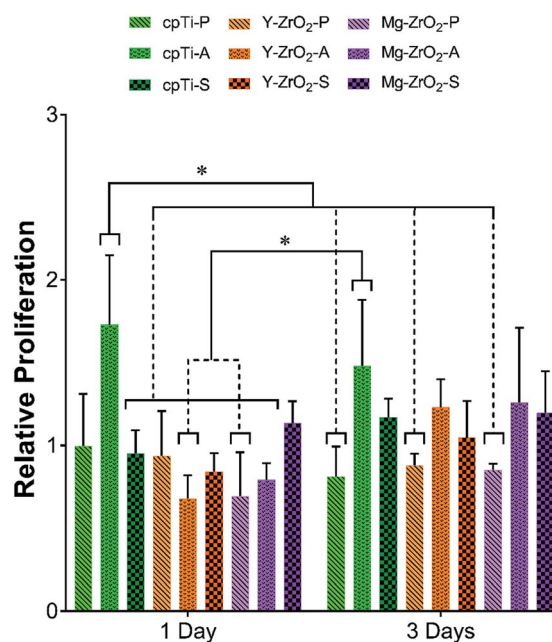 cpTi-P Y-ZrO₂-P Mg-ZrO₂-P
cpTi-A Y-ZrO₂-A Mg-ZrO₂-A
cpTi-S Y-ZrO₂-S Mg-ZrO₂-S
3
*
*
2
Relative Proliferation
1
0
1 Day 3 Days